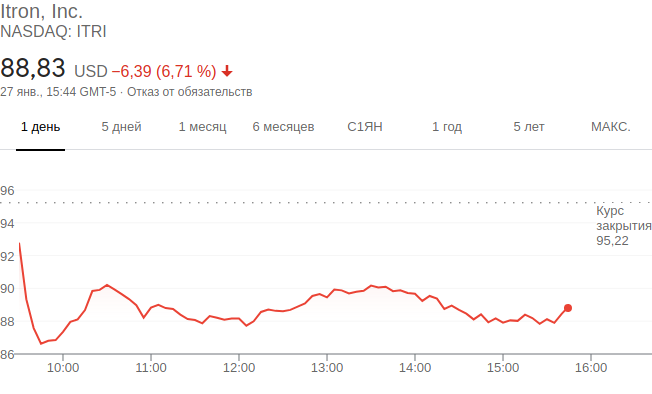 Itron, Inc.
NASDAQ: ITRI
88,83 USD −6,39 (6,71 %) ↓
27 янв., 15:44 GMT-5 · Отказ от обязательств
1 день 5 дней 1 месяц 6 месяцев С1ЯН 1 год 5 лет МАКС.
96
Курс
закрытия
95,22
94
92
90
88
86
10:00 11:00 12:00 13:00 14:00 15:00 16:00